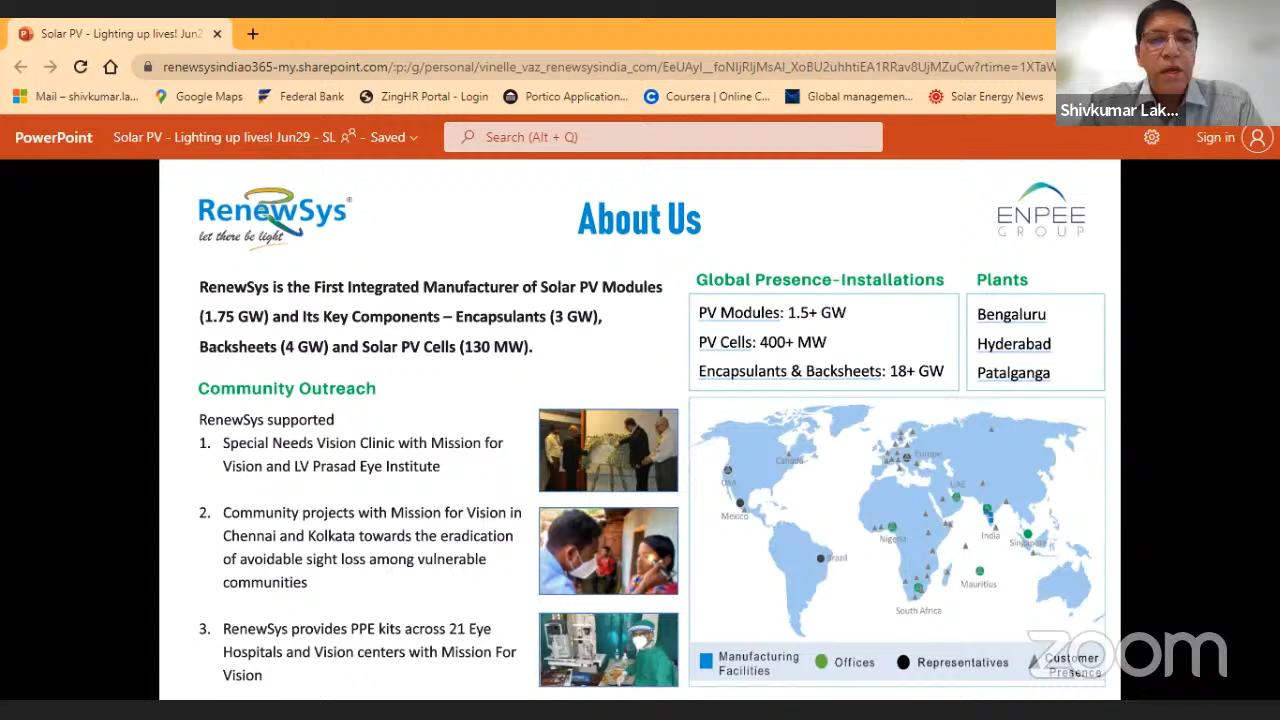 Solar PV - Lighting up lives! Jun2
renewsysindiao365-my.sharepoint.com/:p:/g/personal/vinelle_vaz_renewsysindia_com/
Mail – shivkumar.la...
Google Maps
Federal Bank
ZingHR Portal - Login
Portico Application...
Coursera | Online C...
Global managemen...
Solar Energy News
Shivkumar Lak...
PowerPoint
Solar PV - Lighting up lives! Jun29 - SL
- Saved
Search (Alt + Q)
Sign in
RenewSys®
let there be light
About Us
ENPEE
GROUP
RenewSys is the First Integrated Manufacturer of Solar PV Modules
(1.75 GW) and Its Key Components – Encapsulants (3 GW),
Backsheets (4 GW) and Solar PV Cells (130 MW).
Community Outreach
RenewSys supported
1. Special Needs Vision Clinic with Mission for
Vision and LV Prasad Eye Institute
2. Community projects with Mission for Vision in
Chennai and Kolkata towards the eradication
of avoidable sight loss among vulnerable
communities
3. RenewSys provides PPE kits across 21 Eye
Hospitals and Vision centers with Mission For
Vision
Global Presence-Installations
PV Modules: 1.5+ GW
PV Cells: 400+ MW
Encapsulants & Backsheets: 18+ GW
Plants
Bengaluru
Hyderabad
Patalganga
Canada
Europe
USA
UAE
Mexico
India
Nigeria
Singapore
Brazil
Mauritius
South Africa
Manufacturing
Facilities
Offices
Representatives
Customer
Presence
zoom